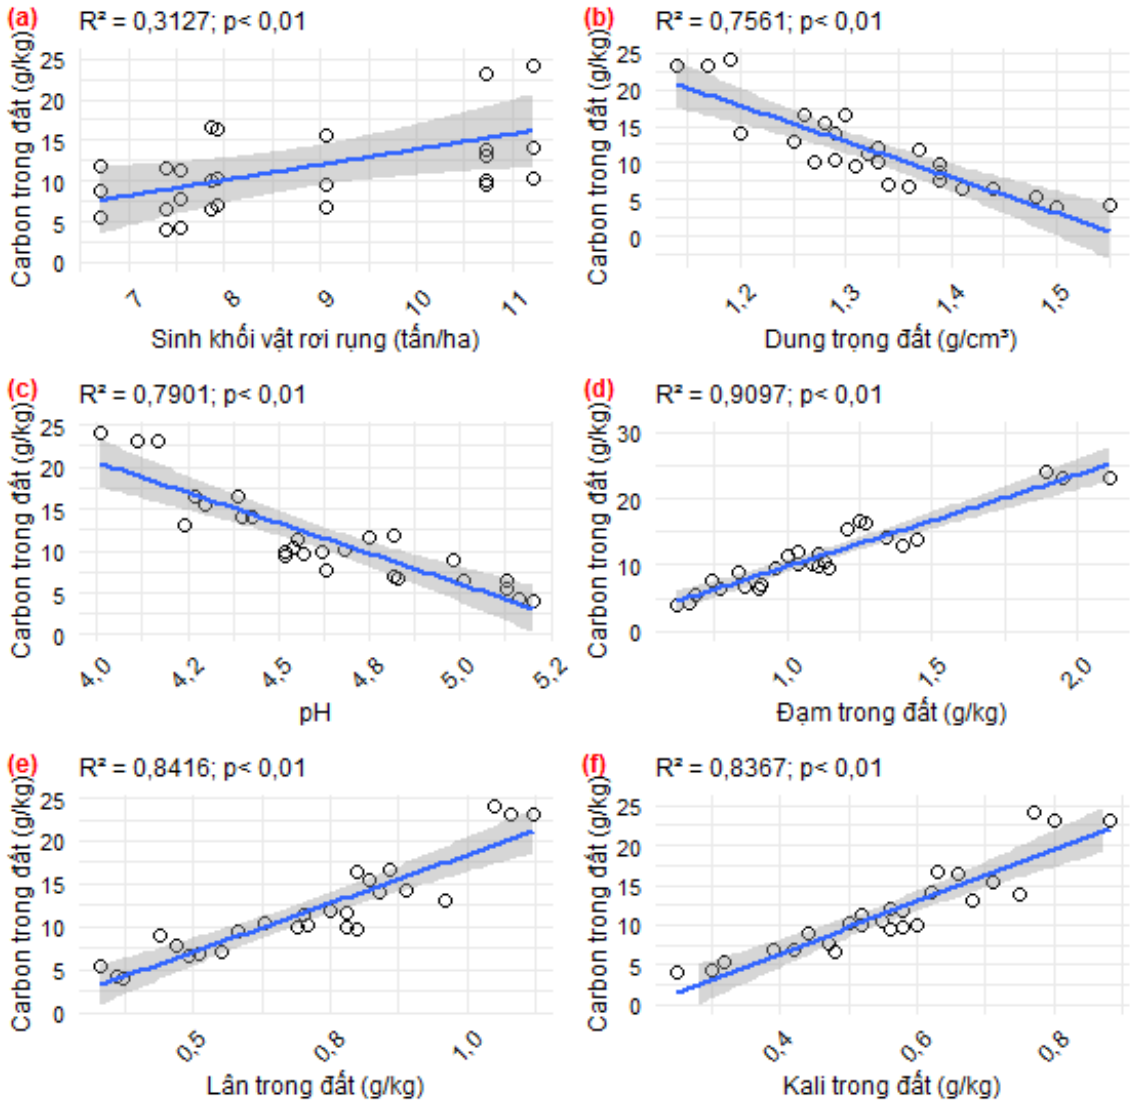 (a) R² = 0,3127; p< 0,01
Carbon trong đất (g/kg)
25
20
15
10
5
0
7 8 9 10 11
Sinh khối vật rơi rụng (tấn/ha)
(b) R² = 0,7561; p< 0,01
Carbon trong đất (g/kg)
25
20
15
10
5
0
1,2 1,3 1,4 1,5
Dung trọng đất (g/cm³)
(c) R² = 0,7901; p< 0,01
Carbon trong đất (g/kg)
25
20
15
10
5
0
4,0 4,2 4,5 4,8 5,0 5,2
pH
(d) R² = 0,9097; p< 0,01
Carbon trong đất (g/kg)
30
20
10
0
1,0 1,5 2,0
Đạm trong đất (g/kg)
(e) R² = 0,8416; p< 0,01
Carbon trong đất (g/kg)
25
20
15
10
5
0
0,5 0,8 1,0
Lân trong đất (g/kg)
(f) R² = 0,8367; p< 0,01
Carbon trong đất (g/kg)
25
20
15
10
5
0
0,4 0,6 0,8
Kali trong đất (g/kg)